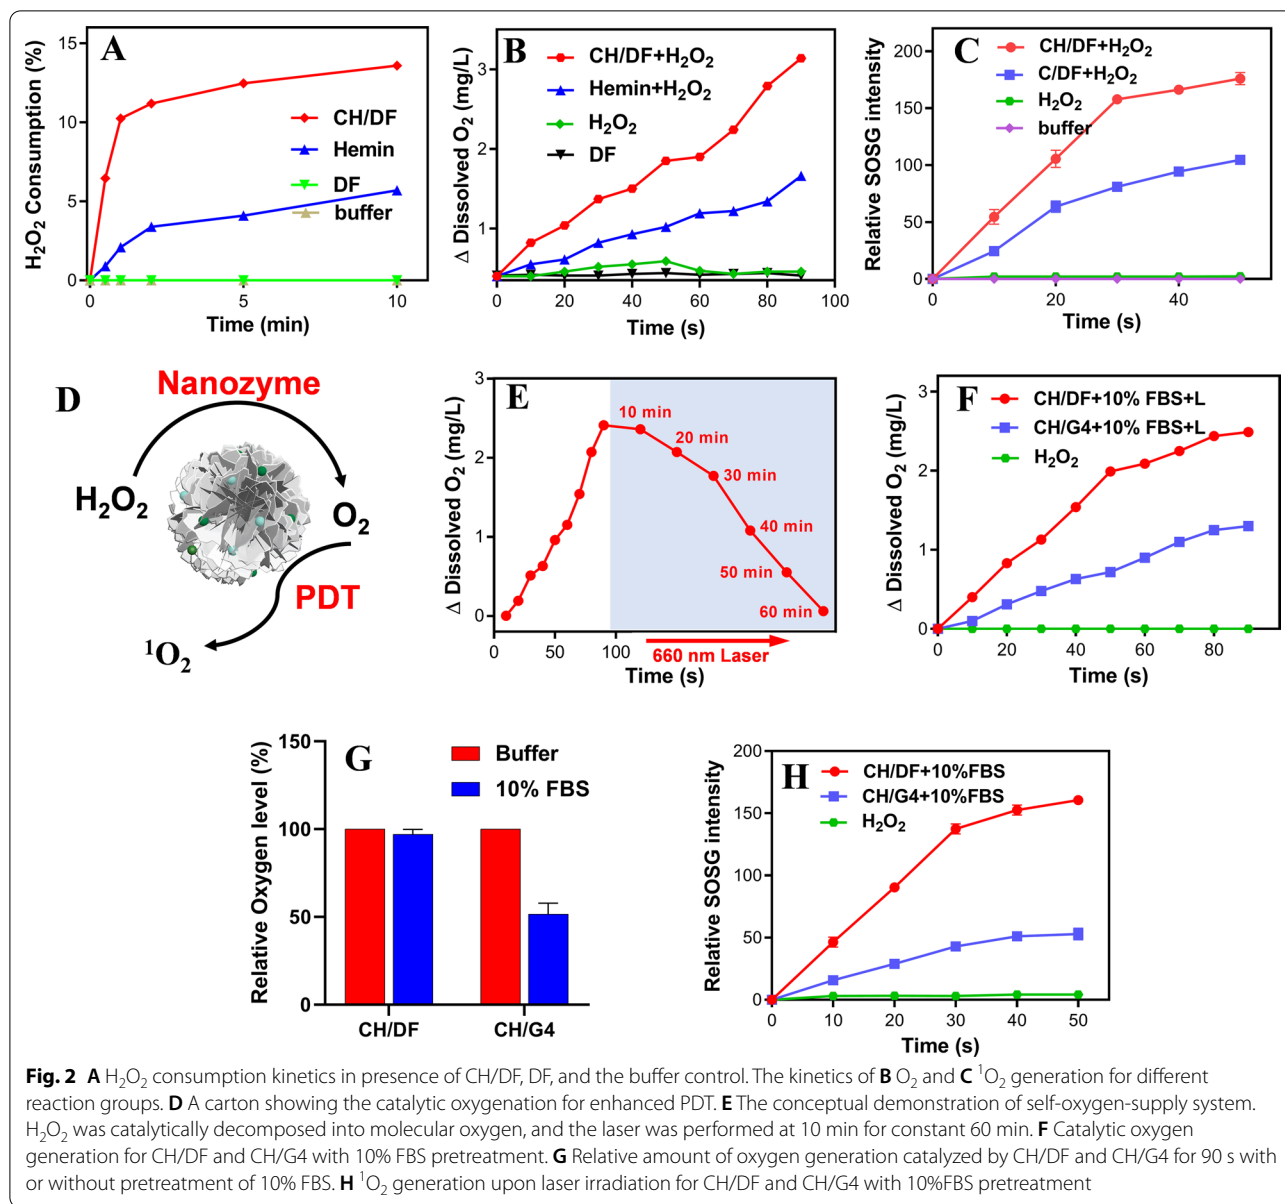 A
H₂O₂ Consumption (%)
15
10
5
0
0
5
10
Time (min)
CH/DF
Hemin
DF
buffer
B
Δ Dissolved O₂ (mg/L)
3
2
1
0
20
40
60
80
100
Time (s)
CH/DF+H₂O₂
Hemin+H₂O₂
H₂O₂
DF
C
Relative SOSG intensity
200
150
100
50
0
0
20
40
Time (s)
CH/DF+H₂O₂
C/DF+H₂O₂
H₂O₂
buffer
D
Nanozyme
H₂O₂
O₂
PDT
¹O₂
E
Δ Dissolved O₂ (mg/L)
3
2
1
0
0
50
100
10 min
20 min
30 min
40 min
50 min
60 min
660 nm Laser
Time (s)
F
Δ Dissolved O₂ (mg/L)
3
2
1
0
0
20
40
60
80
Time (s)
CH/DF+10% FBS+L
CH/G4+10% FBS+L
H₂O₂
G
Relative Oxygen level (%)
150
100
50
0
Buffer
10% FBS
CH/DF
CH/G4
H
Relative SOSG intensity
200
150
100
50
0
0
10
20
30
40
50
Time (s)
CH/DF+10%FBS
CH/G4+10%FBS
H₂O₂
Fig. 2 A H₂O₂ consumption kinetics in presence of CH/DF, DF, and the buffer control. The kinetics of B O₂ and C ¹O₂ generation for different
reaction groups. D A carton showing the catalytic oxygenation for enhanced PDT. E The conceptual demonstration of self-oxygen-supply system.
H₂O₂ was catalytically decomposed into molecular oxygen, and the laser was performed at 10 min for constant 60 min. F Catalytic oxygen
generation for CH/DF and CH/G4 with 10% FBS pretreatment. G Relative amount of oxygen generation catalyzed by CH/DF and CH/G4 for 90 s with
or without pretreatment of 10% FBS. H ¹O₂ generation upon laser irradiation for CH/DF and CH/G4 with 10%FBS pretreatment